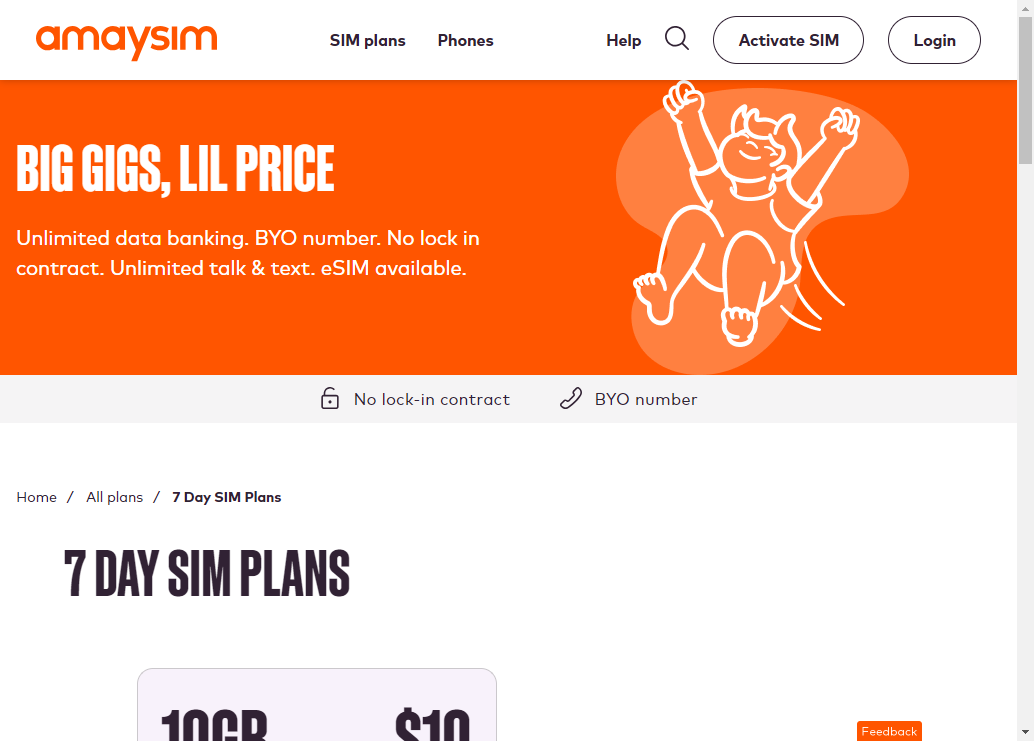 amaysim
SIM plans
Phones
Help
Activate SIM
Login
BIG GIGS, LIL PRICE
Unlimited data banking. BYO number. No lock in
contract. Unlimited talk & text. eSIM available.
No lock-in contract
BYO number
Home / All plans / 7 Day SIM Plans
7 DAY SIM PLANS
10GB $10
Feedback